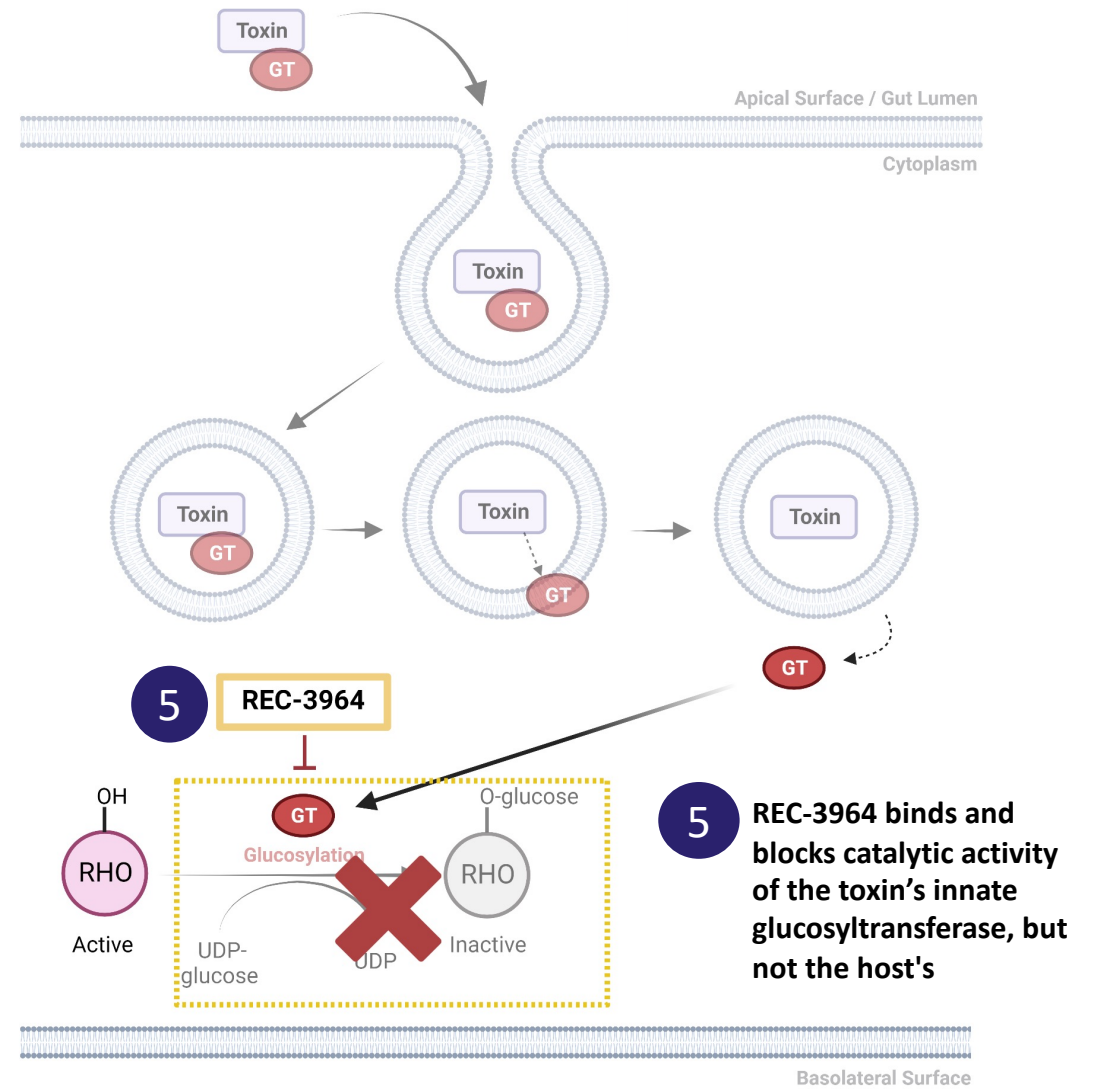 Toxin
GT
Apical Surface / Gut Lumen
Cytoplasm
Toxin
GT
Toxin
GT
Toxin
GT
Toxin
GT
5
REC-3964
OH
RHO
Active
GT
Glucosylation
UDP-
glucose
UDP
O-glucose
RHO
Inactive
5
REC-3964 binds and
blocks catalytic activity
of the toxin’s innate
glucosyltransferase, but
not the host's
Basolateral Surface